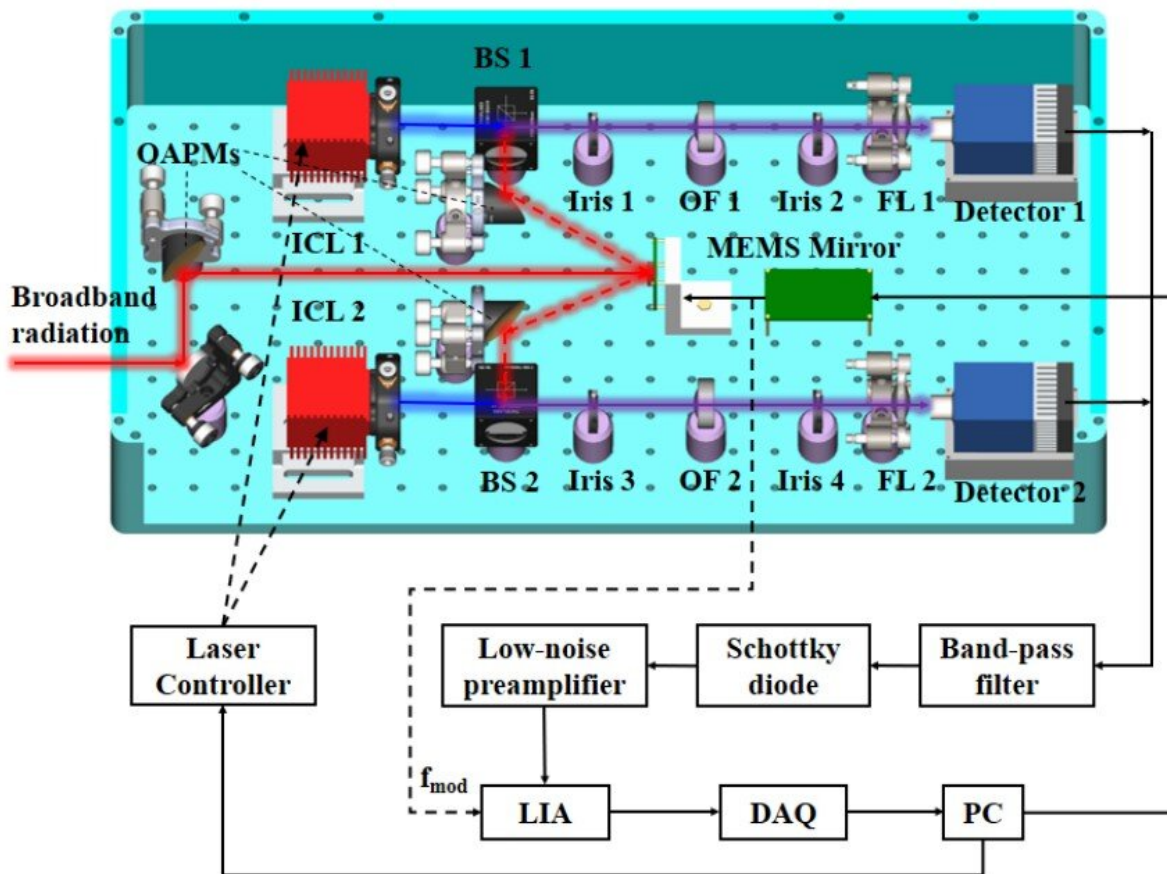 BS 1
OAPMs
Iris 1
OF 1
Iris 2
FL 1
Detector 1
ICL 1
MEMS Mirror
Broadband
radiation
ICL 2
BS 2
Iris 3
OF 2
Iris 4
FL 2
Detector 2
Laser
Controller
Low-noise
preamplifier
Schottky
diode
Band-pass
filter
fmod
LIA
DAQ
PC